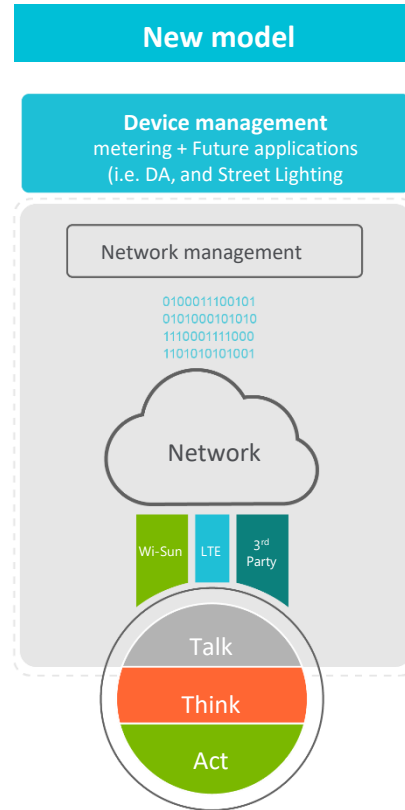 New model
Device management
metering + Future applications
(i.e. DA, and Street Lighting
Network management
0100011100101
0101000101010
1110001111000
1101010101001
Network
Wi-Sun
LTE
3rd
Party
Talk
Think
Act